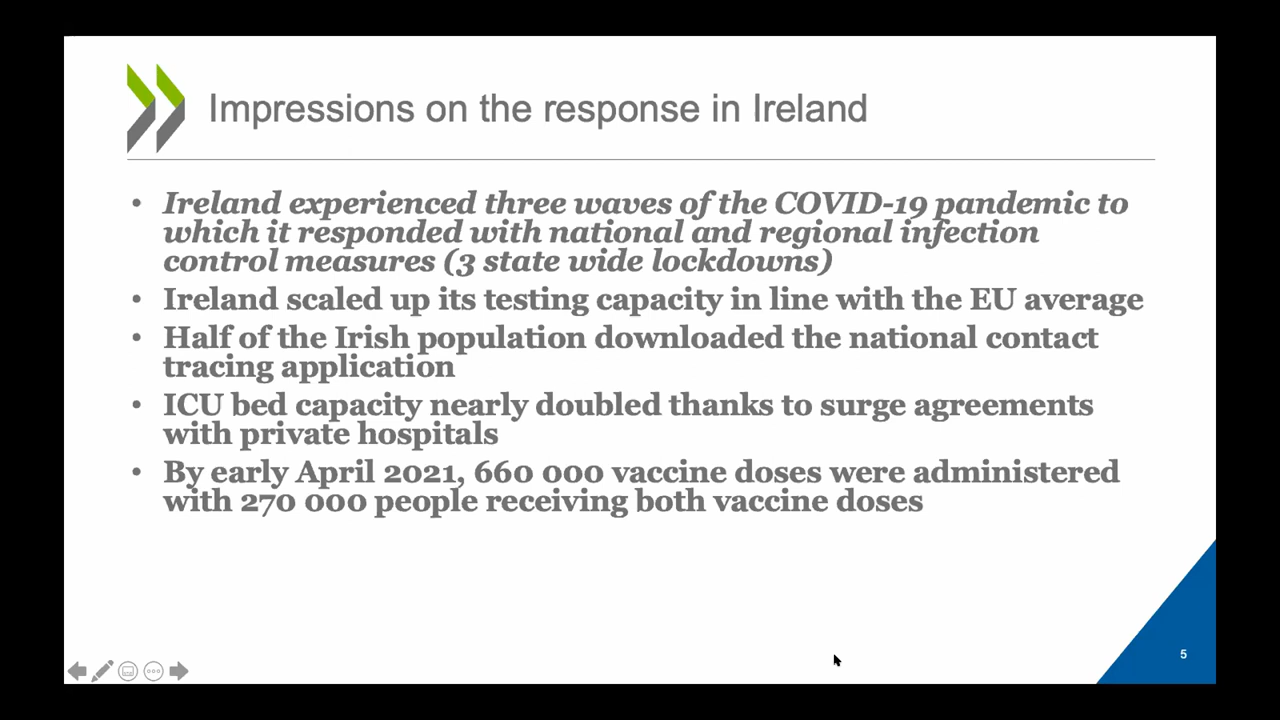 Impressions on the response in Ireland
• Ireland experienced three waves of the COVID-19 pandemic to
which it responded with national and regional infection
control measures (3 state wide lockdowns)
• Ireland scaled up its testing capacity in line with the EU average
• Half of the Irish population downloaded the national contact
tracing application
• ICU bed capacity nearly doubled thanks to surge agreements
with private hospitals
• By early April 2021, 660 000 vaccine doses were administered
with 270 000 people receiving both vaccine doses
5